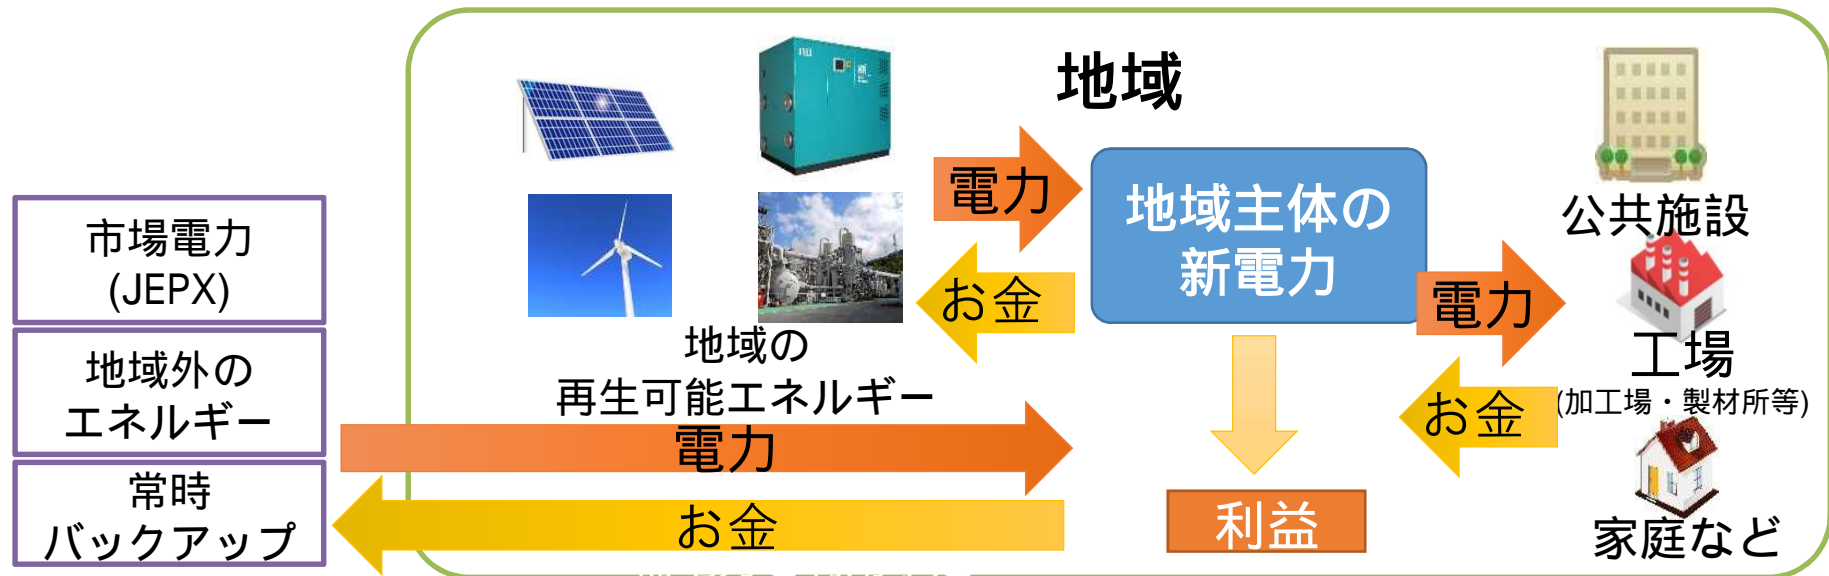 地域
市場電力
(JEPX)
地域外の
エネルギー
常時
バックアップ
電力
お金
地域の
再生可能エネルギー
電力
お金
地域主体の
新電力
利益
電力
お金
公共施設
工場
(加工場・製材所等)
家庭など